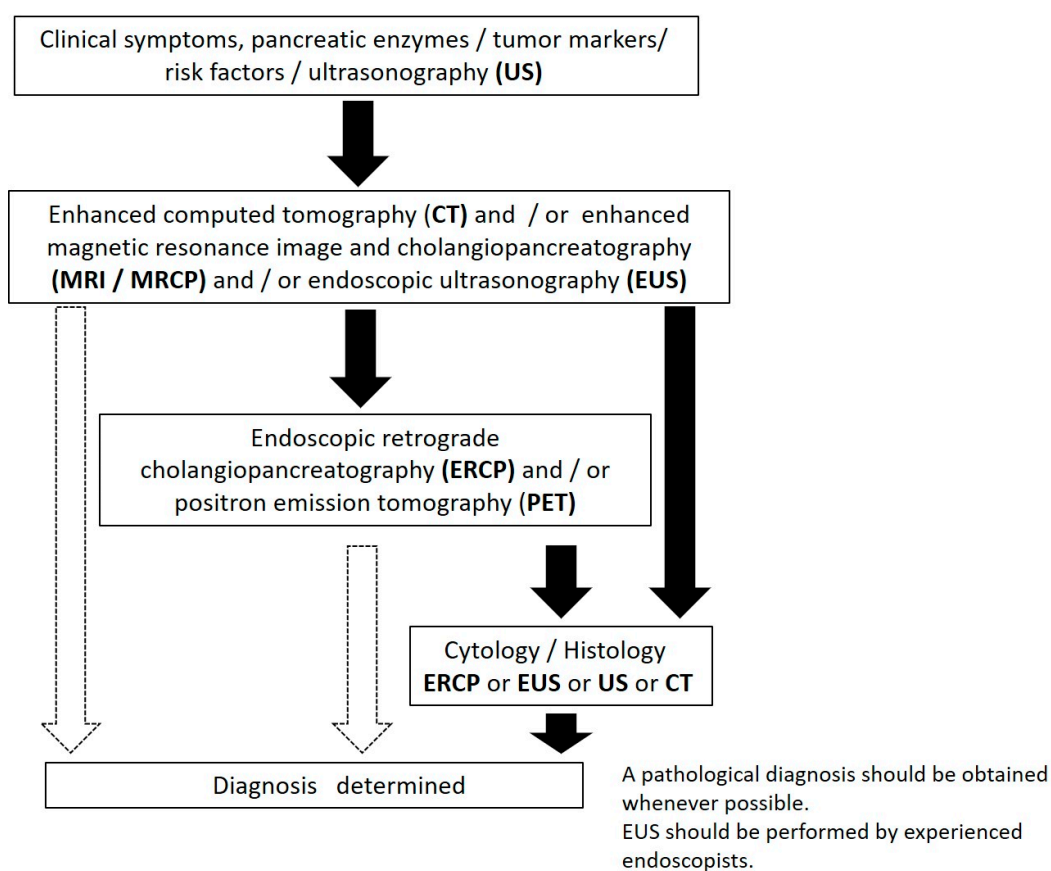 Clinical symptoms, pancreatic enzymes / tumor markers/
risk factors / ultrasonography (US)
Enhanced computed tomography (CT) and / or enhanced
magnetic resonance image and cholangiopancreatography
(MRI / MRCP) and / or endoscopic ultrasonography (EUS)
Endoscopic retrograde
cholangiopancreatography (ERCP) and / or
positron emission tomography (PET)
Cytology / Histology
ERCP or EUS or US or CT
Diagnosis determined
A pathological diagnosis should be obtained
whenever possible.
EUS should be performed by experienced
endoscopists.